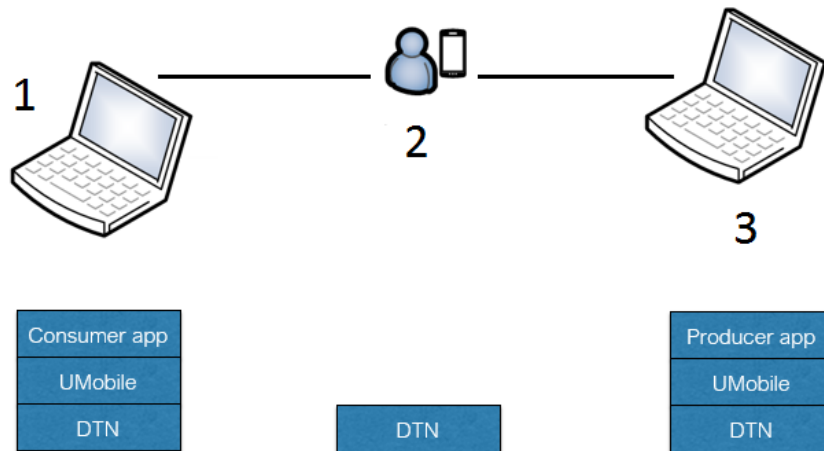 1
2
3
Consumer app
UMobile
DTN
DTN
Producer app
UMobile
DTN